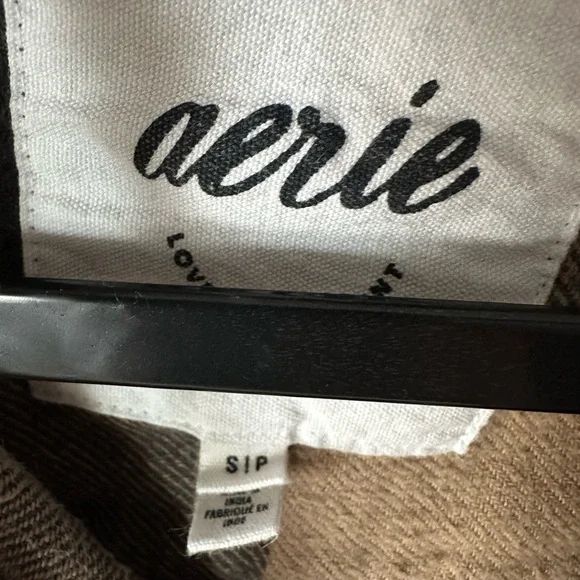 aerie
S|P
INDIA
FABRIQUÉ EN
INDE